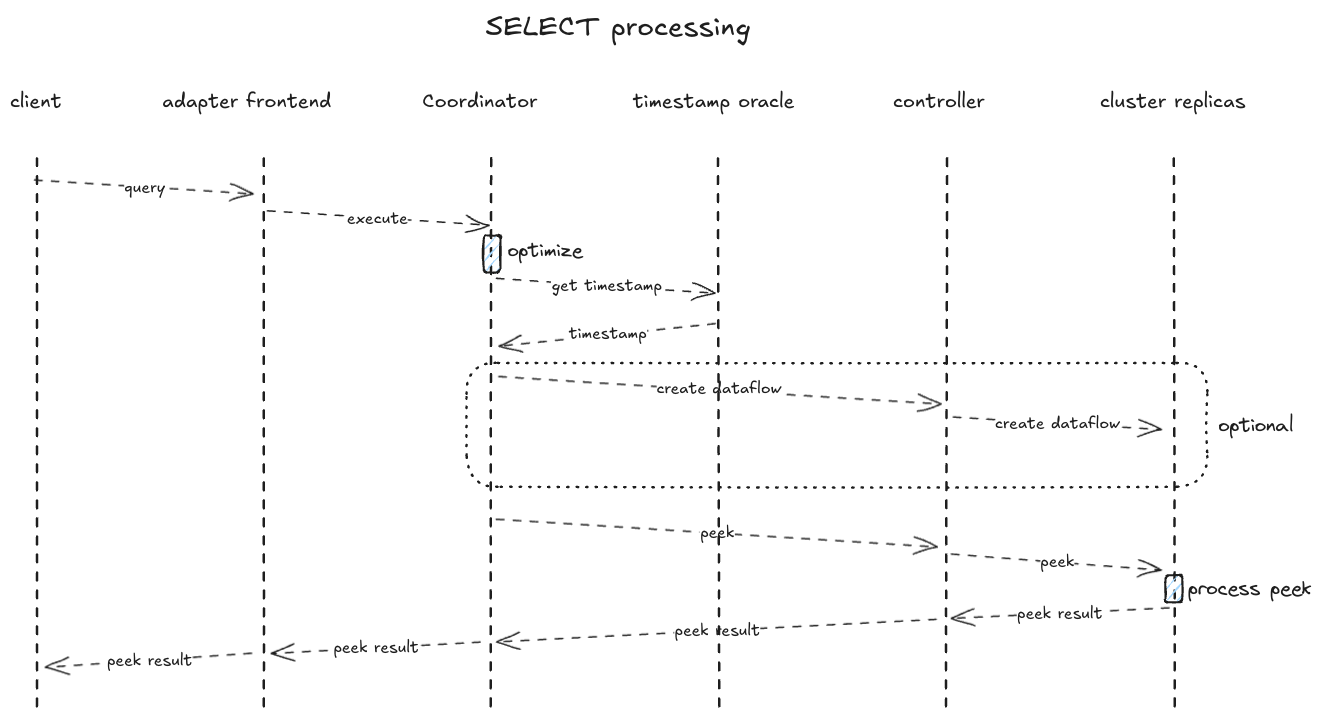 SELECT processing
client
adapter frontend
Coordinator
timestamp oracle
controller
cluster replicas
query
execute
optimize
get timestamp
timestamp
create dataflow
create dataflow
optional
peek
peek
process peek
peek result
peek result
peek result
peek result